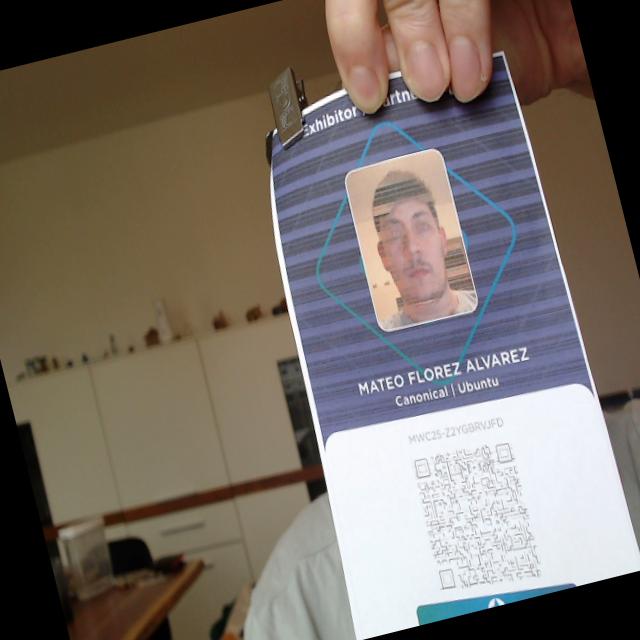 Exhibitor
MATEO FLOREZ ALVAREZ
Canonical | Ubuntu
MWC25-Z2YGBRVJFD